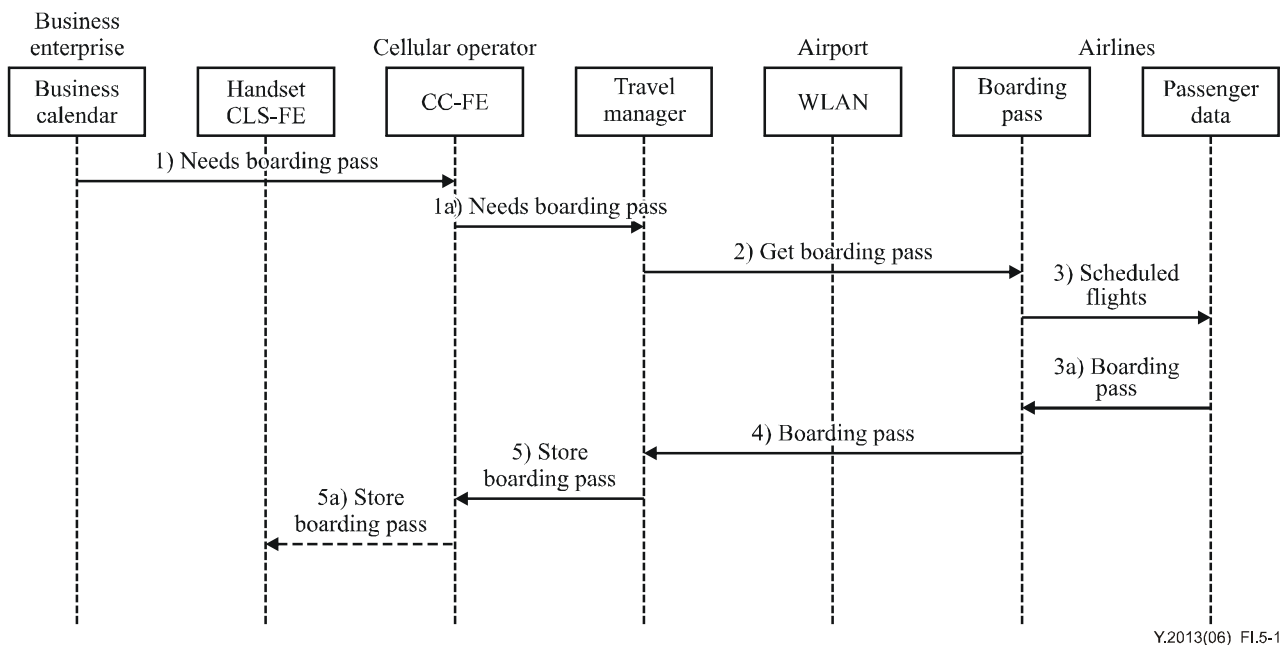 Business
enterprise
Cellular operator
Airport
Airlines
Business
calendar
Handset
CLS-FE
CC-FE
Travel
manager
WLAN
Boarding
pass
Passenger
data
1) Needs boarding pass
1a) Needs boarding pass
2) Get boarding pass
3) Scheduled
flights
3a) Boarding
pass
4) Boarding pass
5) Store
boarding pass
5a) Store
boarding pass
Y.2013(06)_FI.5-1